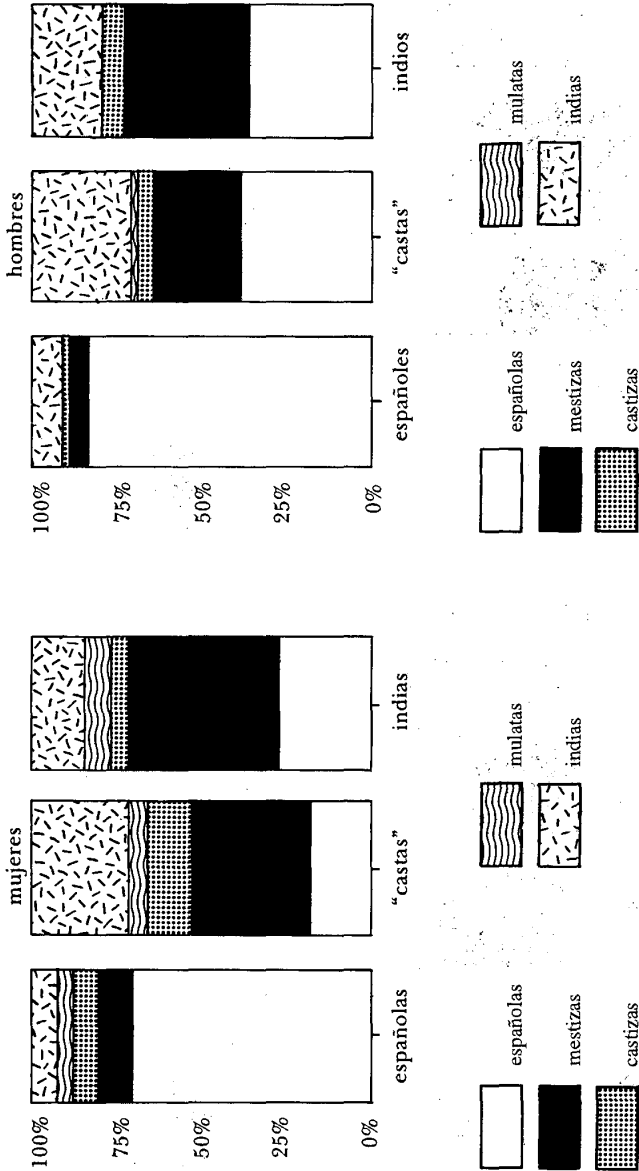 mujeres
100%
75%
50%
25%
0%
españolas
“castas”
indias
españolas
mestizas
castizas
mulatas
indias
hombres
100%
75%
50%
25%
0%
españoles
“castas”
indios
españolas
mestizas
castizas
mulatas
indias